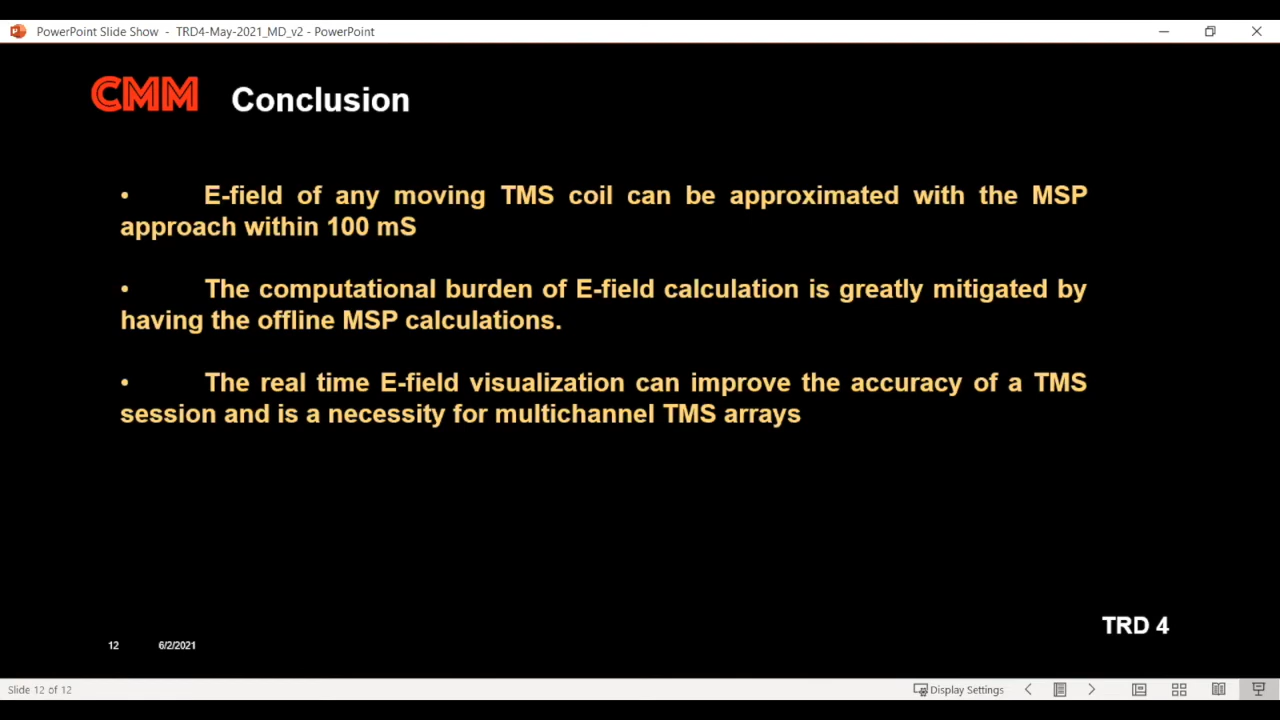 PowerPoint Slide Show - TRD4-May-2021_MD_v2 - PowerPoint
CMM Conclusion
• E-field of any moving TMS coil can be approximated with the MSP
approach within 100 mS
• The computational burden of E-field calculation is greatly mitigated by
having the offline MSP calculations.
• The real time E-field visualization can improve the accuracy of a TMS
session and is a necessity for multichannel TMS arrays
TRD 4
12 6/2/2021
Slide 12 of 12
Display Settings